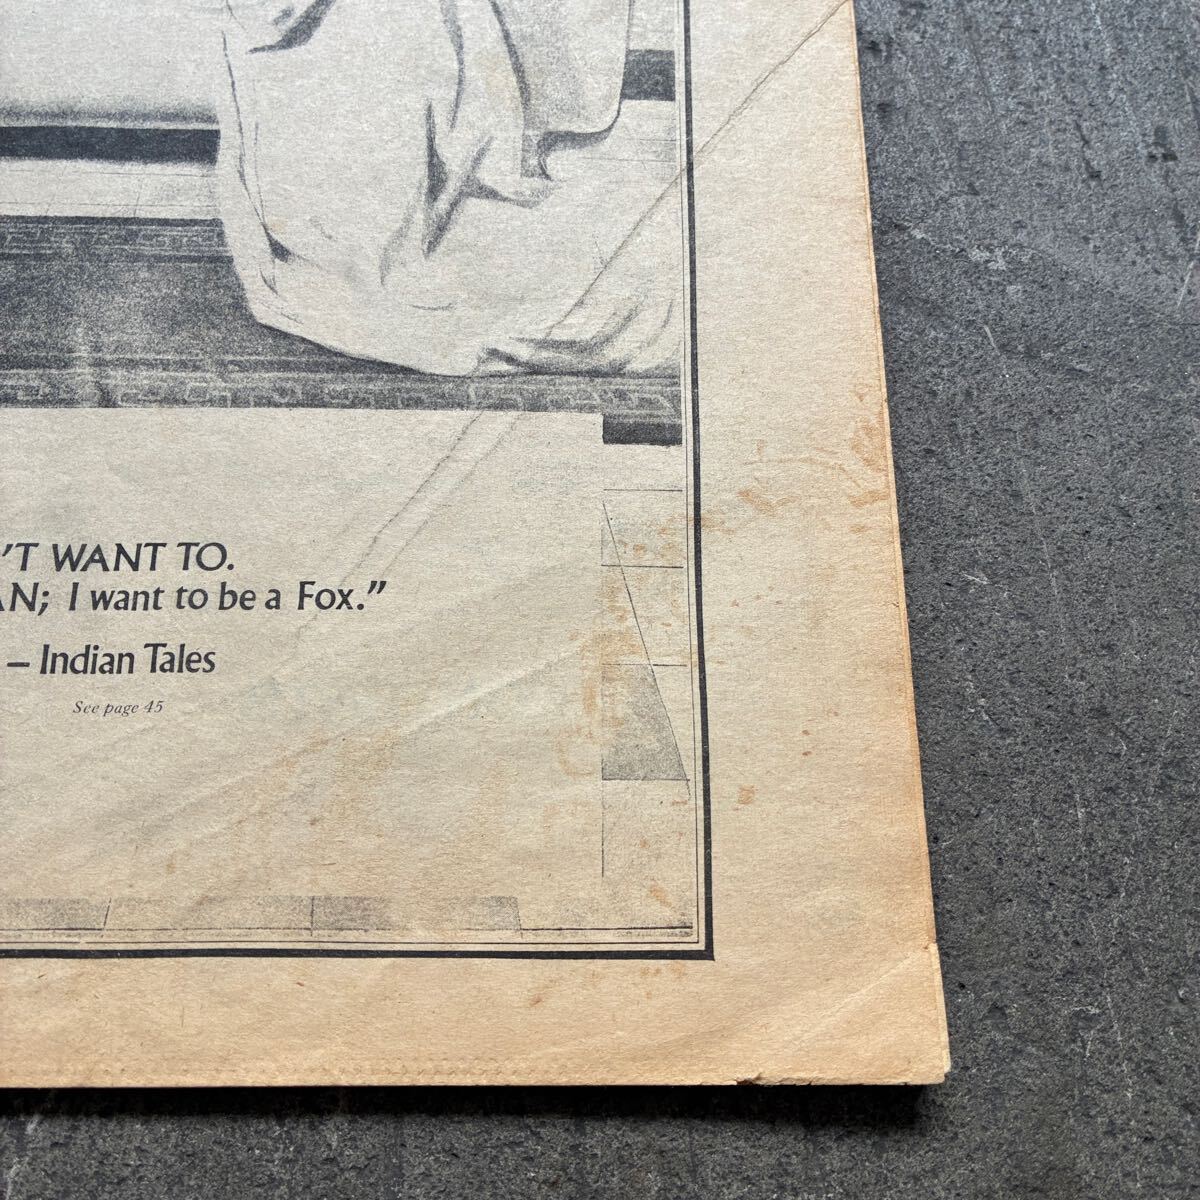 'T WANT TO.
AN; I want to be a Fox.”
– Indian Tales
See page 45